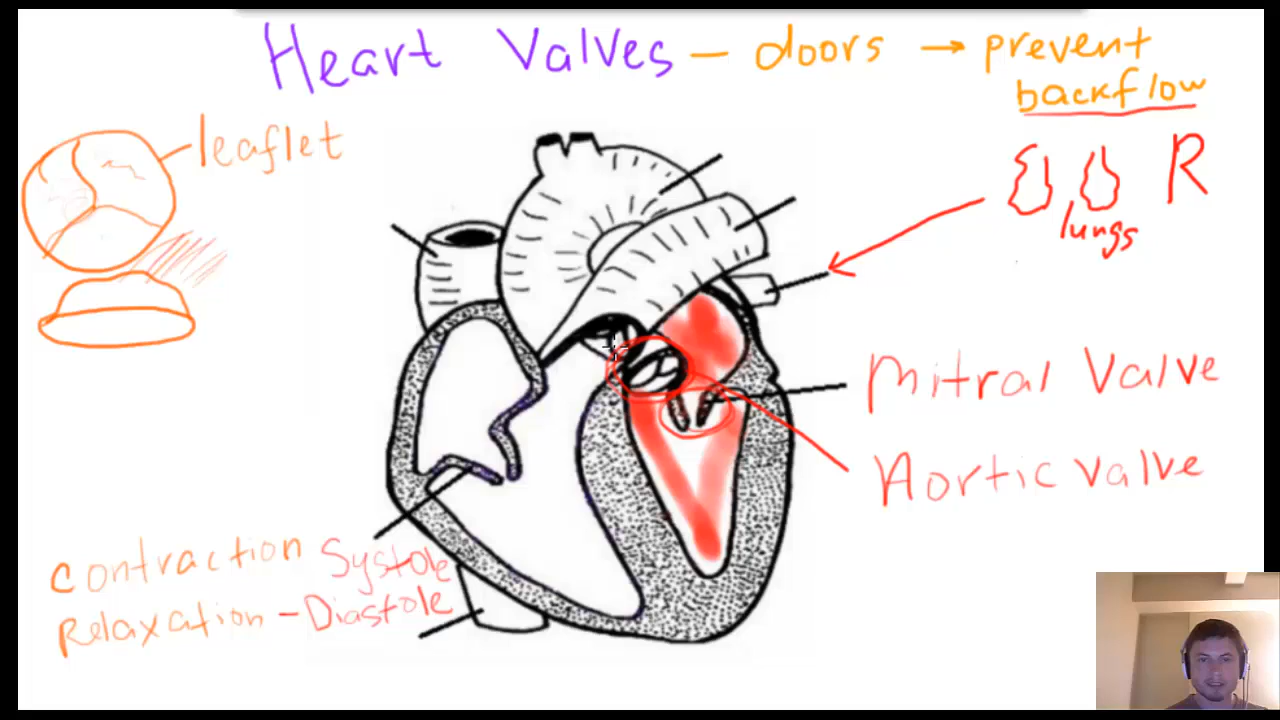 Heart Valves – doors → prevent
backflow
leaflet
R
lungs
Mitral Valve
Aortic valve
Contraction Systole
Relaxation – Diastole